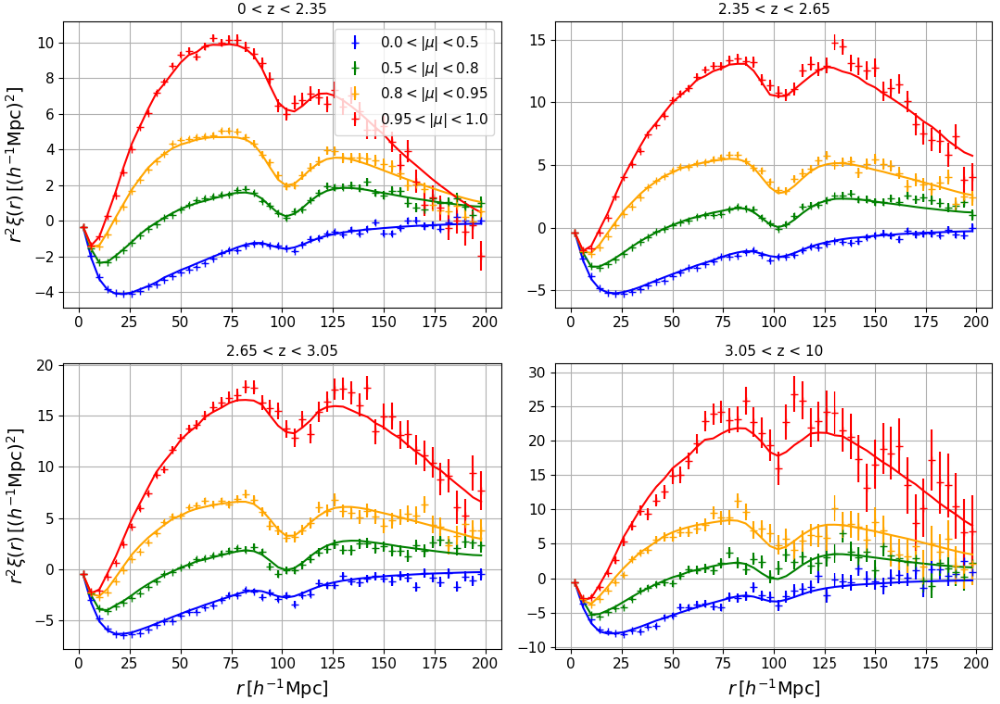 0 < z < 2.35
r²ξ(r) [(h⁻¹Mpc)²]
10
8
6
4
2
0
−2
−4
0.0 < |μ| < 0.5
0.5 < |μ| < 0.8
0.8 < |μ| < 0.95
0.95 < |μ| < 1.0
0 25 50 75 100 125 150 175 200
2.35 < z < 2.65
15
10
5
0
−5
0 25 50 75 100 125 150 175 200
2.65 < z < 3.05
r²ξ(r) [(h⁻¹Mpc)²]
20
15
10
5
0
−5
0 25 50 75 100 125 150 175 200
r [h⁻¹Mpc]
3.05 < z < 10
30
25
20
15
10
5
0
−5
−10
0 25 50 75 100 125 150 175 200
r [h⁻¹Mpc]